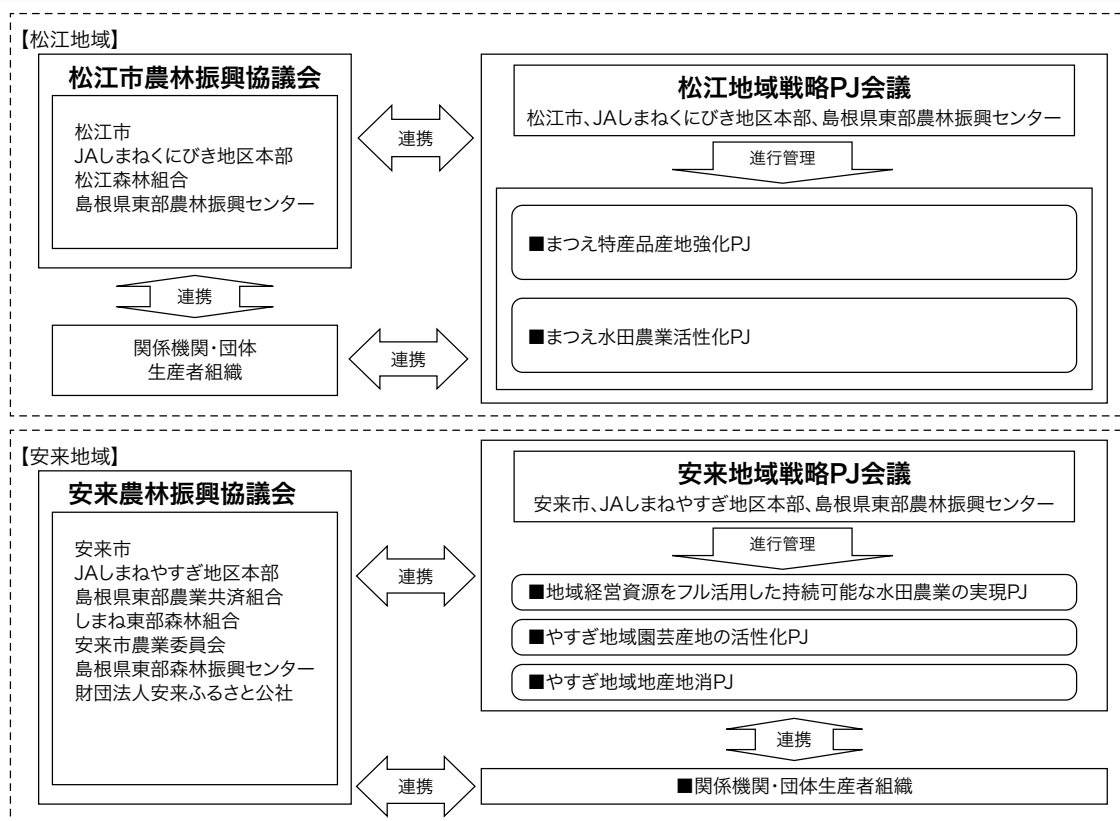 【松江地域】
松江市農林振興協議会
松江市
JAしまねくにびき地区本部
松江森林組合
島根県東部農林振興センター
連携
関係機関・団体
生産者組織
連携
連携
松江地域戦略PJ会議
松江市、JAしまねくにびき地区本部、島根県東部農林振興センター
進行管理
■まつえ特産品産地強化PJ
■まつえ水田農業活性化PJ
【安来地域】
安来農林振興協議会
安来市
JAしまねやすぎ地区本部
島根県東部農業共済組合
しまね東部森林組合
安来市農業委員会
島根県東部森林振興センター
財団法人安来ふるさと公社
連携
連携
安来地域戦略PJ会議
安来市、JAしまねやすぎ地区本部、島根県東部農林振興センター
進行管理
■地域経営資源をフル活用した持続可能な水田農業の実現PJ
■やすぎ地域園芸産地の活性化PJ
■やすぎ地域地産地消PJ
連携
■関係機関・団体生産者組織